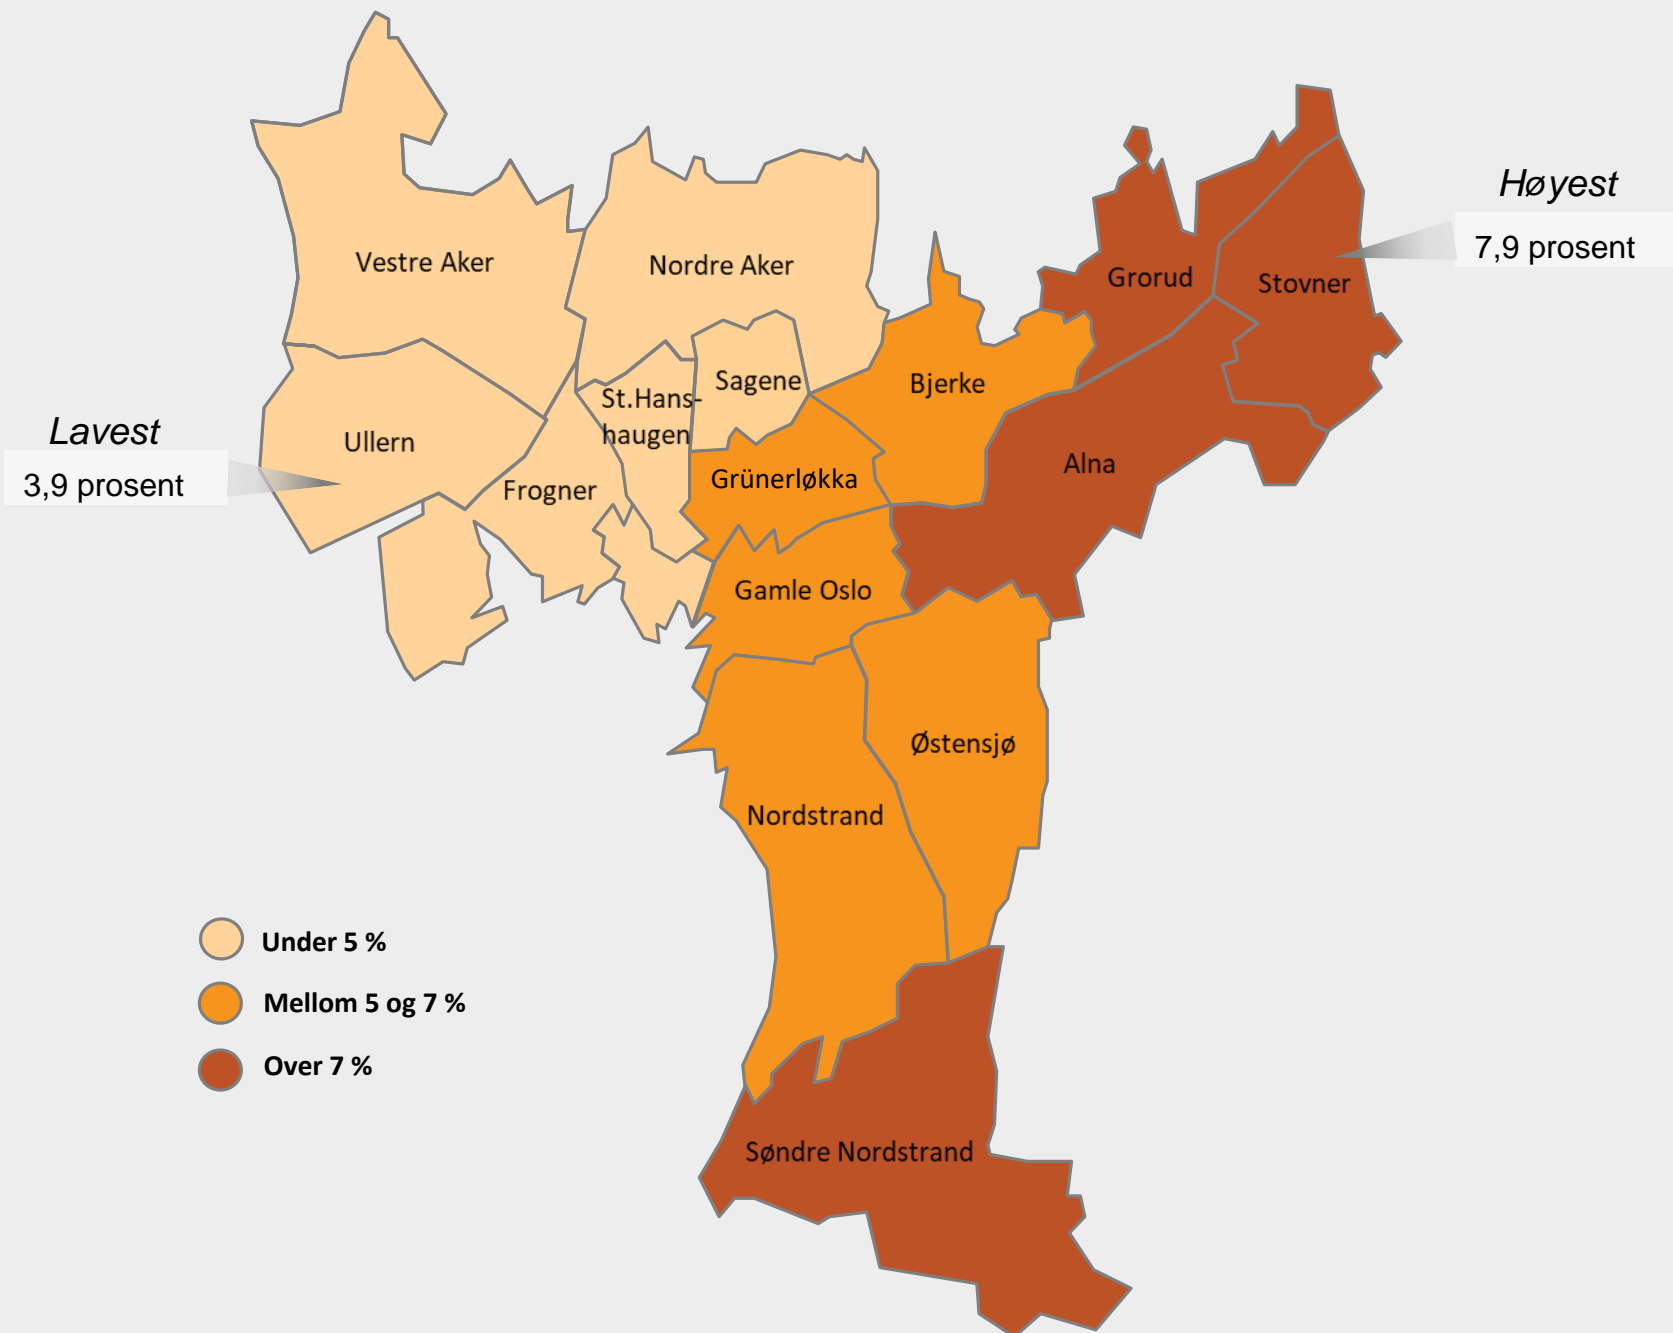 Høyest
7,9 prosent
Vestre Aker
Nordre Aker
Grorud
Stovner
Sagene
Bjerke
St.Hans-
haugen
Lavest
3,9 prosent
Ullern
Frogner
Grünerløkka
Alna
Gamle Oslo
Østensjø
Nordstrand
Under 5 %
Mellom 5 og 7 %
Over 7 %
Søndre Nordstrand